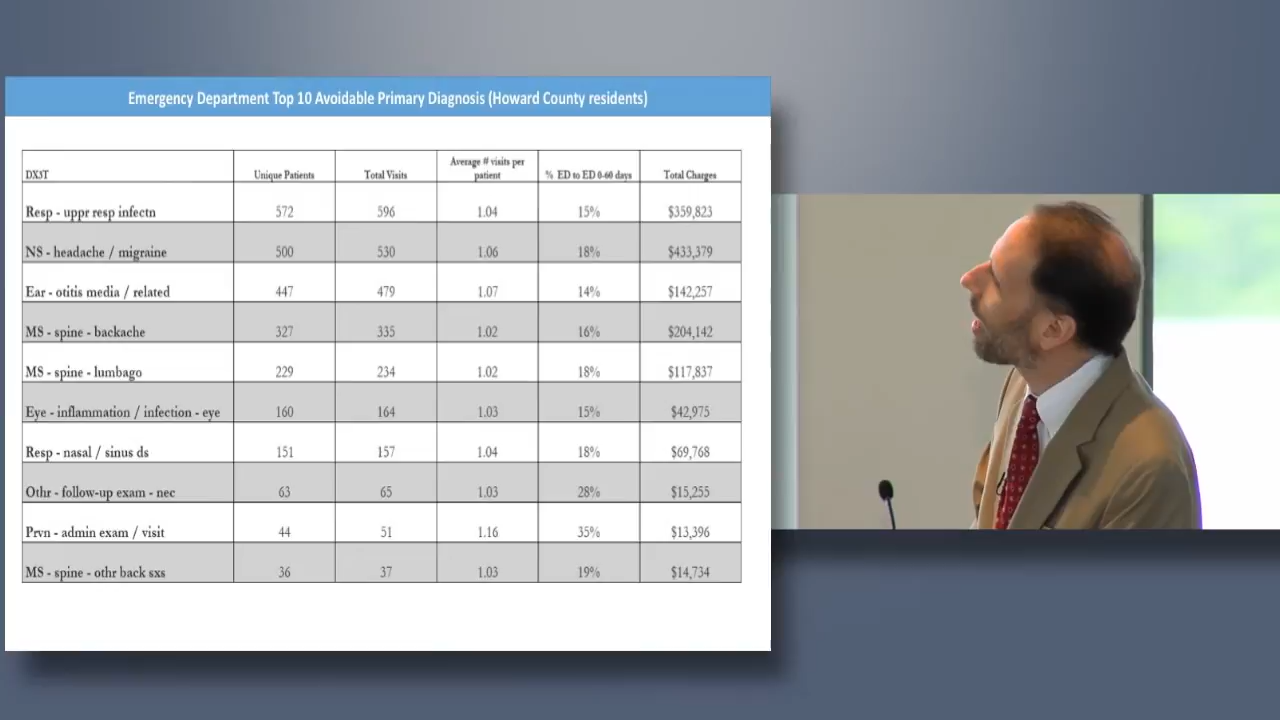 Emergency Department Top 10 Avoidable Primary Diagnosis (Howard County residents)
DXST Unique Patients Total Visits Average # visits per patient % ED to ED 0-60 days Total Charges
Resp - uppr resp infectn 572 596 1.04 15% $359,823
NS - headache / migraine 500 530 1.06 18% $433,379
Ear - otitis media / related 447 479 1.07 14% $142,257
MS - spine - backache 327 335 1.02 16% $204,142
MS - spine - lumbago 229 234 1.02 18% $117,837
Eye - inflammation / infection - eye 160 164 1.03 15% $42,975
Resp - nasal / sinus ds 151 157 1.04 18% $69,768
Othr - follow-up exam - nec 63 65 1.03 28% $15,255
Prvn - admin exam / visit 44 51 1.16 35% $13,396
MS - spine - othr back sxs 36 37 1.03 19% $14,734